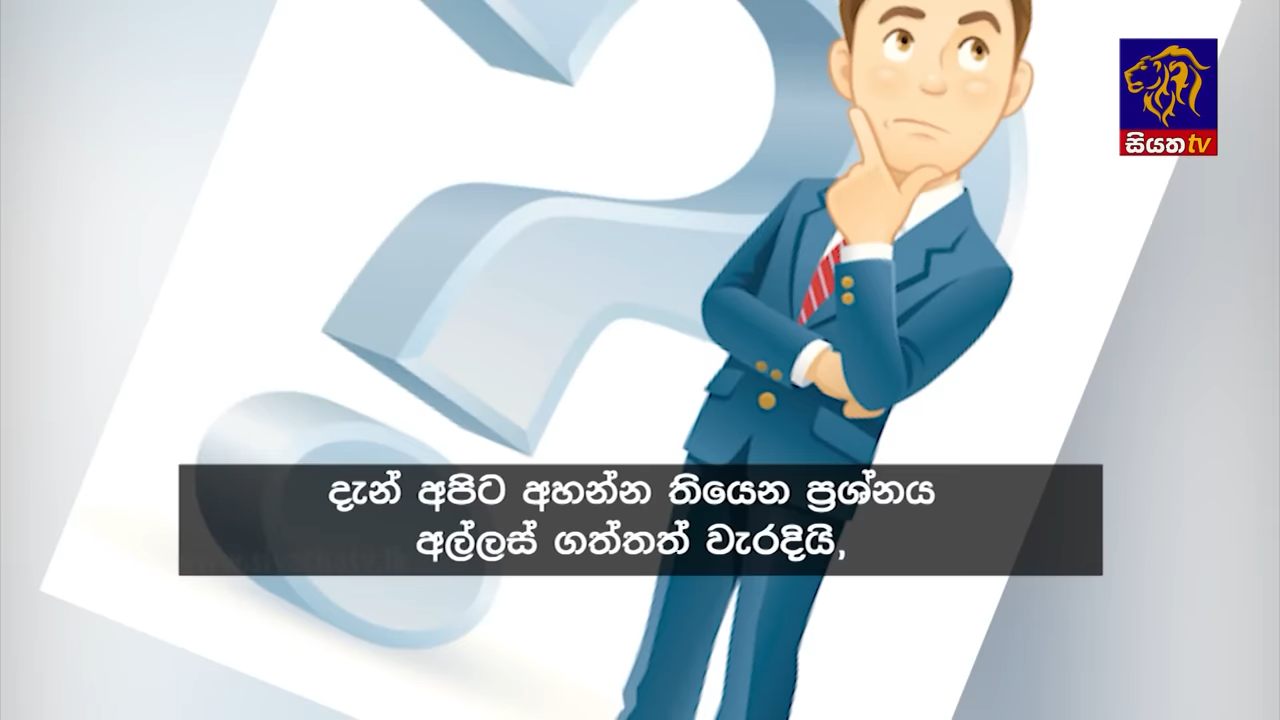 සියත tv
දැන් අපිට අහන්න තියෙන ප්‍රශ්නය
අල්ලස් ගත්තත් වැරදියි,